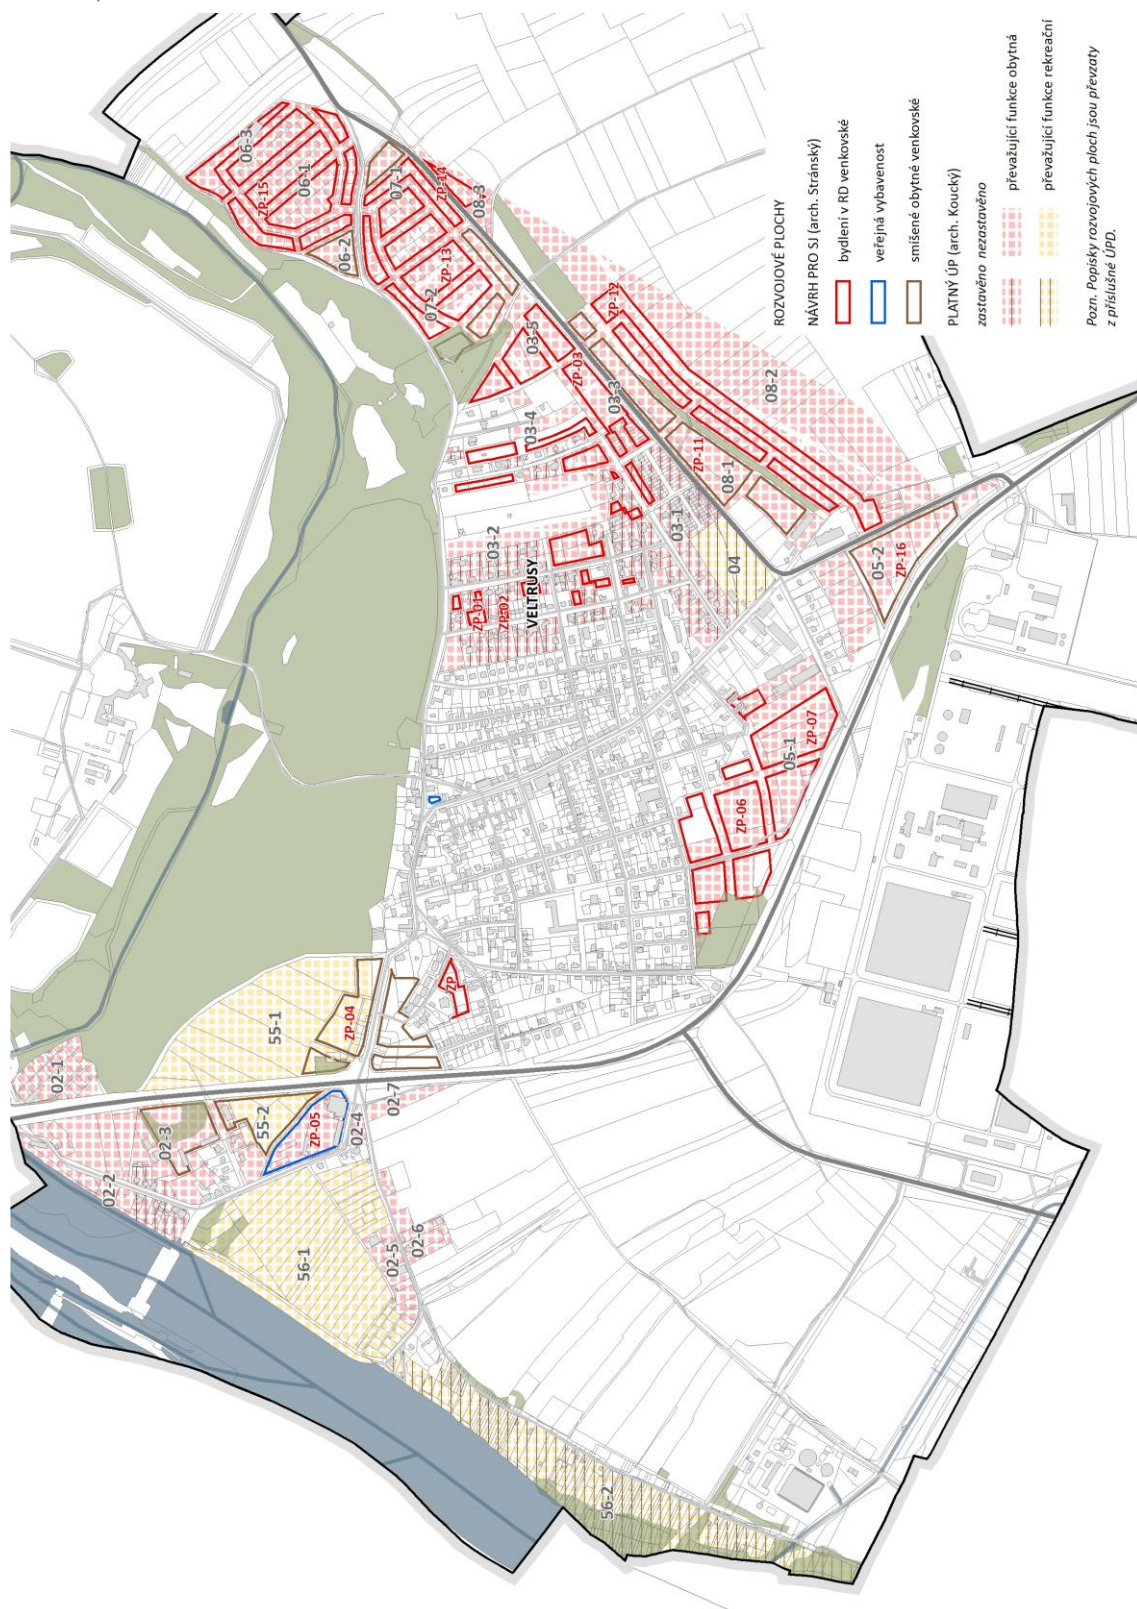 ROZVOJOVÉ PLOCHY
NÁVRH PRO SJ (arch. Stránský)
bydlení v RD venkovské
veřejná vybavenost
smíšené obytné venkovské
PLATNÝ ÚP (arch. Koucký)
zastavěno nezastavěno
převažující funkce obytná
převažující funkce rekreační
Pozn. Popisky rozvojových ploch jsou převzaty
z příslušné ÚPD.
02-1
02-2
02-3
55-1
55-2
ZP-04
ZP-05
02-4
02-7
56-1
02-5
02-6
56-2
ZP
VELTRUSY
ZP-01
ZP-02
03-2
03-1
03-4
03-5
ZP-03
03-3
04
05-1
ZP-06
ZP-07
05-2
ZP-16
ZP-11
08-1
08-2
ZP-12
06-3
ZP-15
06-1
06-2
07-1
ZP-14
08-3
ZP-13
07-2